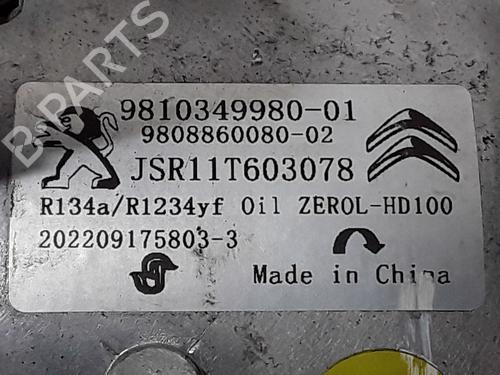 B-PARTS
9810349980-01
9808860080-02
JSR11T603078
R134a/R1234yf Oil ZEROL-HD100
202209175803-3
Made in China